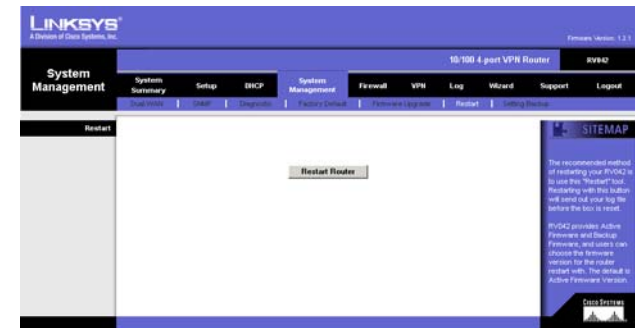 LINKSYS®
A Division of Cisco Systems, Inc.
Firmware Version: 1.2.1
10/100 4-port VPN Router
RV042
System Management
System Summary
Setup
DHCP
System Management
Firewall
VPN
Log
Wizard
Support
Logout
Dual-WAN | SNMP | Diagnostic | Factory Default | Firmware Upgrade | Restart | Setting Backup
Restart
Restart Router
SITEMAP
The recommended method
of restarting your RV042 is
to use this "Restart" tool.
Restarting with this button
will send out your log file
before the box is reset.
RV042 provides Active
Firmware and Backup
Firmware, and users can
choose the firmware
version for the router
restart with. The default is
Active Firmware Version.
CISCO SYSTEMS